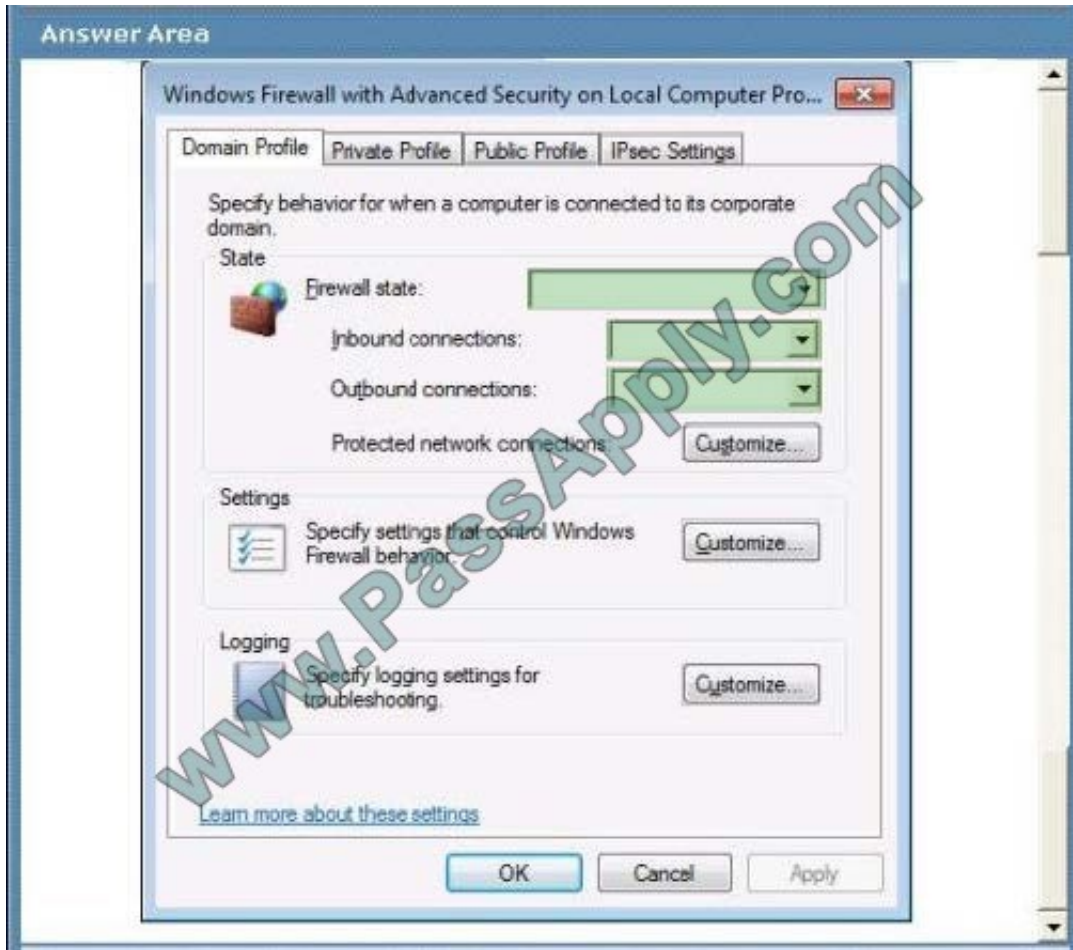 Answer Area
Windows Firewall with Advanced Security on Local Computer Pro...
Domain Profile
Private Profile
Public Profile
IPsec Settings
Specify behavior for when a computer is connected to its corporate
domain.
State
Firewall state:
Inbound connections:
Outbound connections:
Protected network connections:
Customize...
Settings
Specify settings that control Windows
Firewall behavior.
Customize...
Logging
Specify logging settings for
troubleshooting.
Customize...
Learn more about these settings
OK
Cancel
Apply
www.PassApply.com